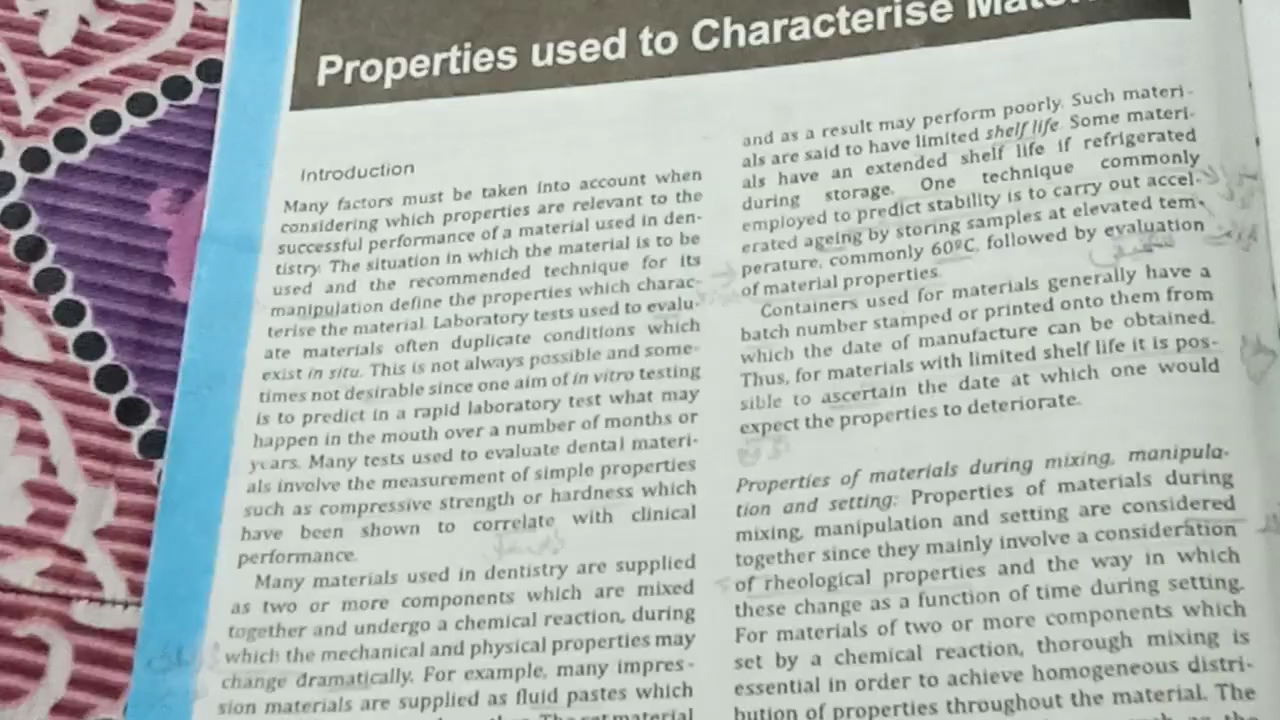 Properties used to Characterise
Introduction
Many factors must be taken into account when
considering which properties are relevant to the
successful performance of a material used in den-
tistry. The situation in which the material is to be
used and the recommended technique for its
manipulation define the properties which charac-
terise the material. Laboratory tests used to evalu-
ate materials often duplicate conditions which
exist in situ. This is not always possible and some-
times not desirable since one aim of in vitro testing
is to predict in a rapid laboratory test what may
happen in the mouth over a number of months or
years. Many tests used to evaluate dental materi-
als involve the measurement of simple properties
such as compressive strength or hardness which
have been shown to correlate with clinical
performance.
Many materials used in dentistry are supplied
as two or more components which are mixed
together and undergo a chemical reaction, during
which the mechanical and physical properties may
change dramatically. For example, many impres-
sion materials are supplied as fluid pastes which
material
and as a result may perform poorly. Such materi-
als are said to have limited shelf life. Some materi-
als have an extended shelf life if refrigerated
during storage. One technique commonly
employed to predict stability is to carry out accel-
erated ageing by storing samples at elevated tem-
perature, commonly 60ºC, followed by evaluation
of material properties.
Containers used for materials generally have a
batch number stamped or printed onto them from
which the date of manufacture can be obtained.
Thus, for materials with limited shelf life it is pos-
sible to ascertain the date at which one would
expect the properties to deteriorate.
Properties of materials during mixing, manipula-
tion and setting: Properties of materials during
mixing, manipulation and setting are considered
together since they mainly involve a consideration
of rheological properties and the way in which
these change as a function of time during setting.
For materials of two or more components which
set by a chemical reaction, thorough mixing is
essential in order to achieve homogeneous distri-
bution of properties throughout the material. The